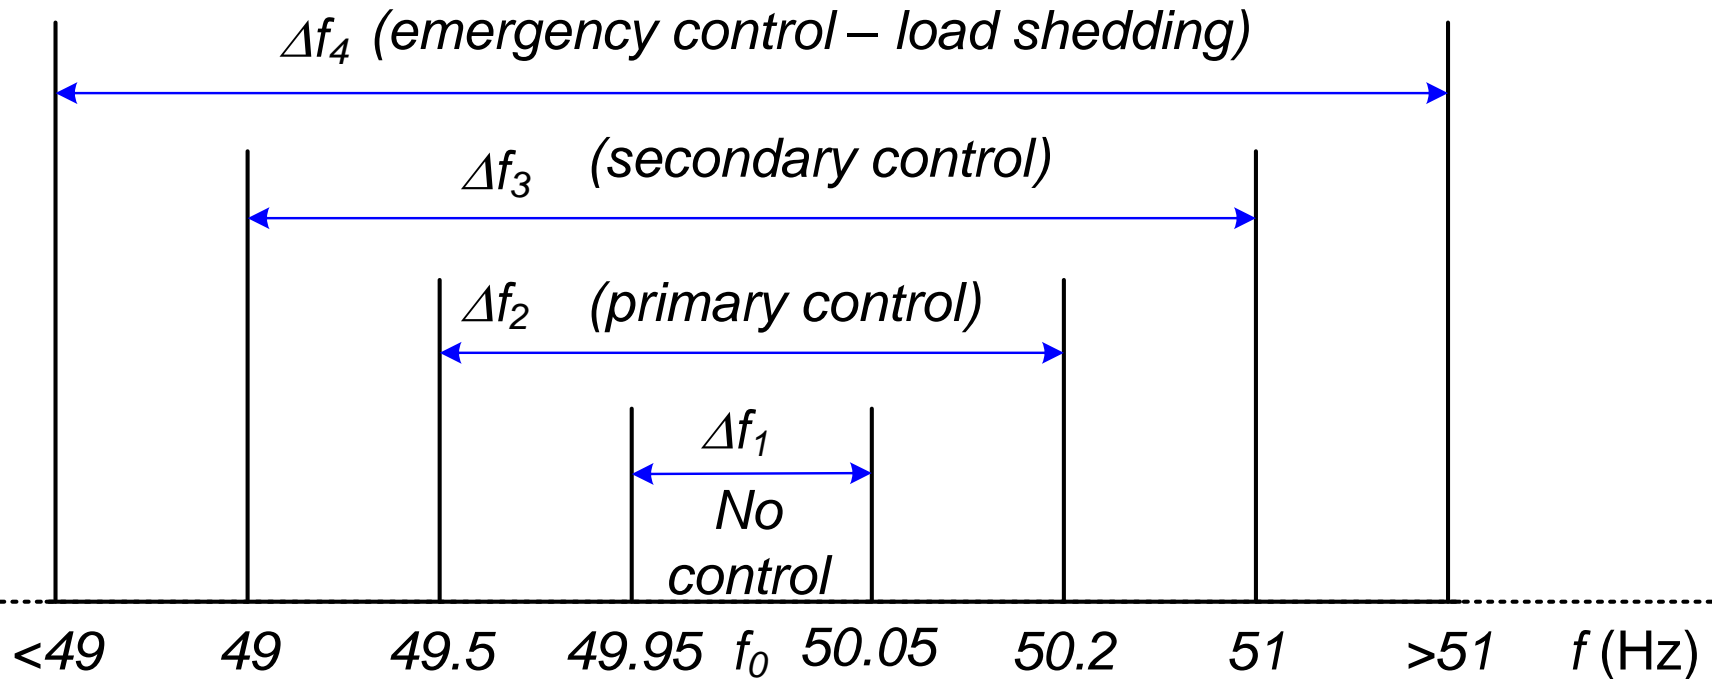 Δf4 (emergency control – load shedding)
Δf3 (secondary control)
Δf2 (primary control)
Δf1
No
control
<49 49 49.5 49.95 f0 50.05 50.2 51 >51 f (Hz)